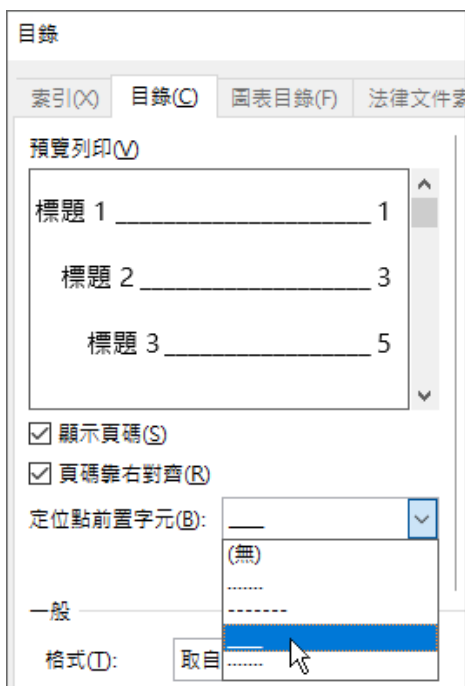 目錄
索引(X) 目錄(C) 圖表目錄(F) 法律文件索
預覽列印(V)
標題 1 ____________________ 1
標題 2 __________________ 3
標題 3 ________________ 5
顯示頁碼(S)
頁碼靠右對齊(R)
定位點前置字元(B): ___
(無)
......
-------
___
.......
一般
格式(T): 取自